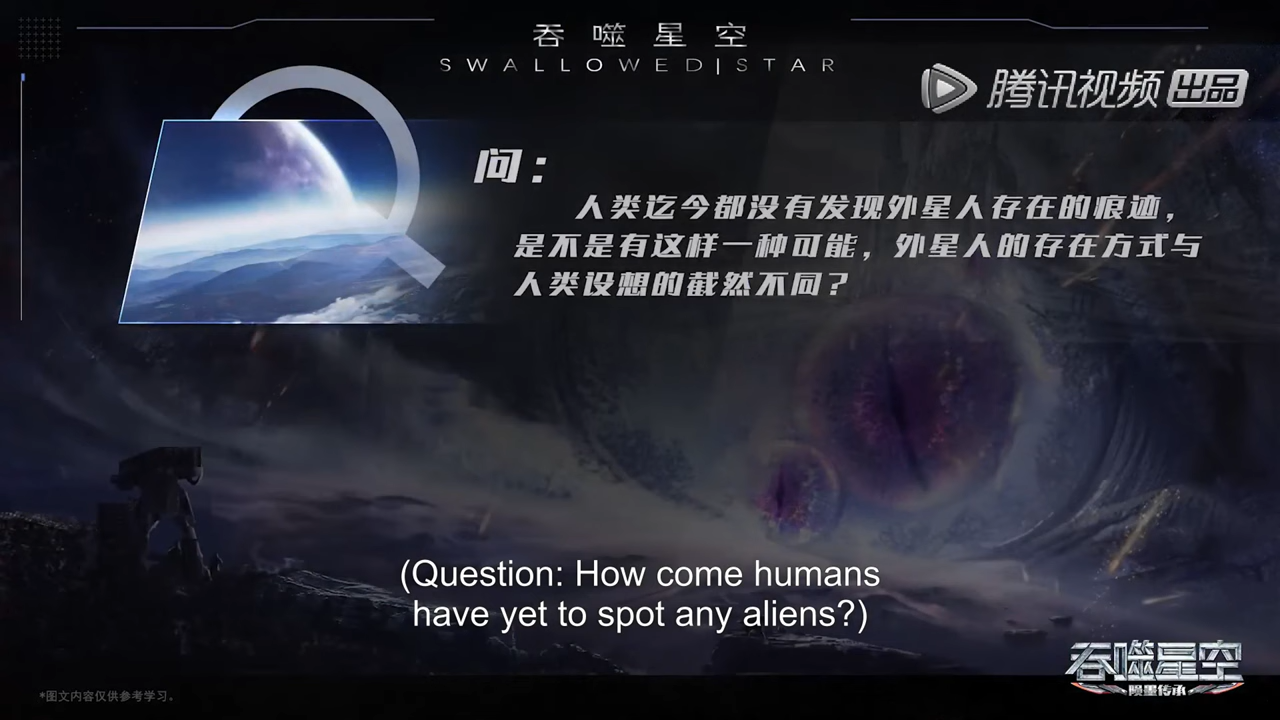 吞噬星空
SWALLOWED|STAR
腾讯视频 出品
问：
人类迄今都没有发现外星人存在的痕迹，
是不是有这样一种可能，外星人的存在方式与
人类设想的截然不同？
(Question: How come humans
have yet to spot any aliens?)
吞噬星空
陨墨传承
*图文内容仅供参考学习。